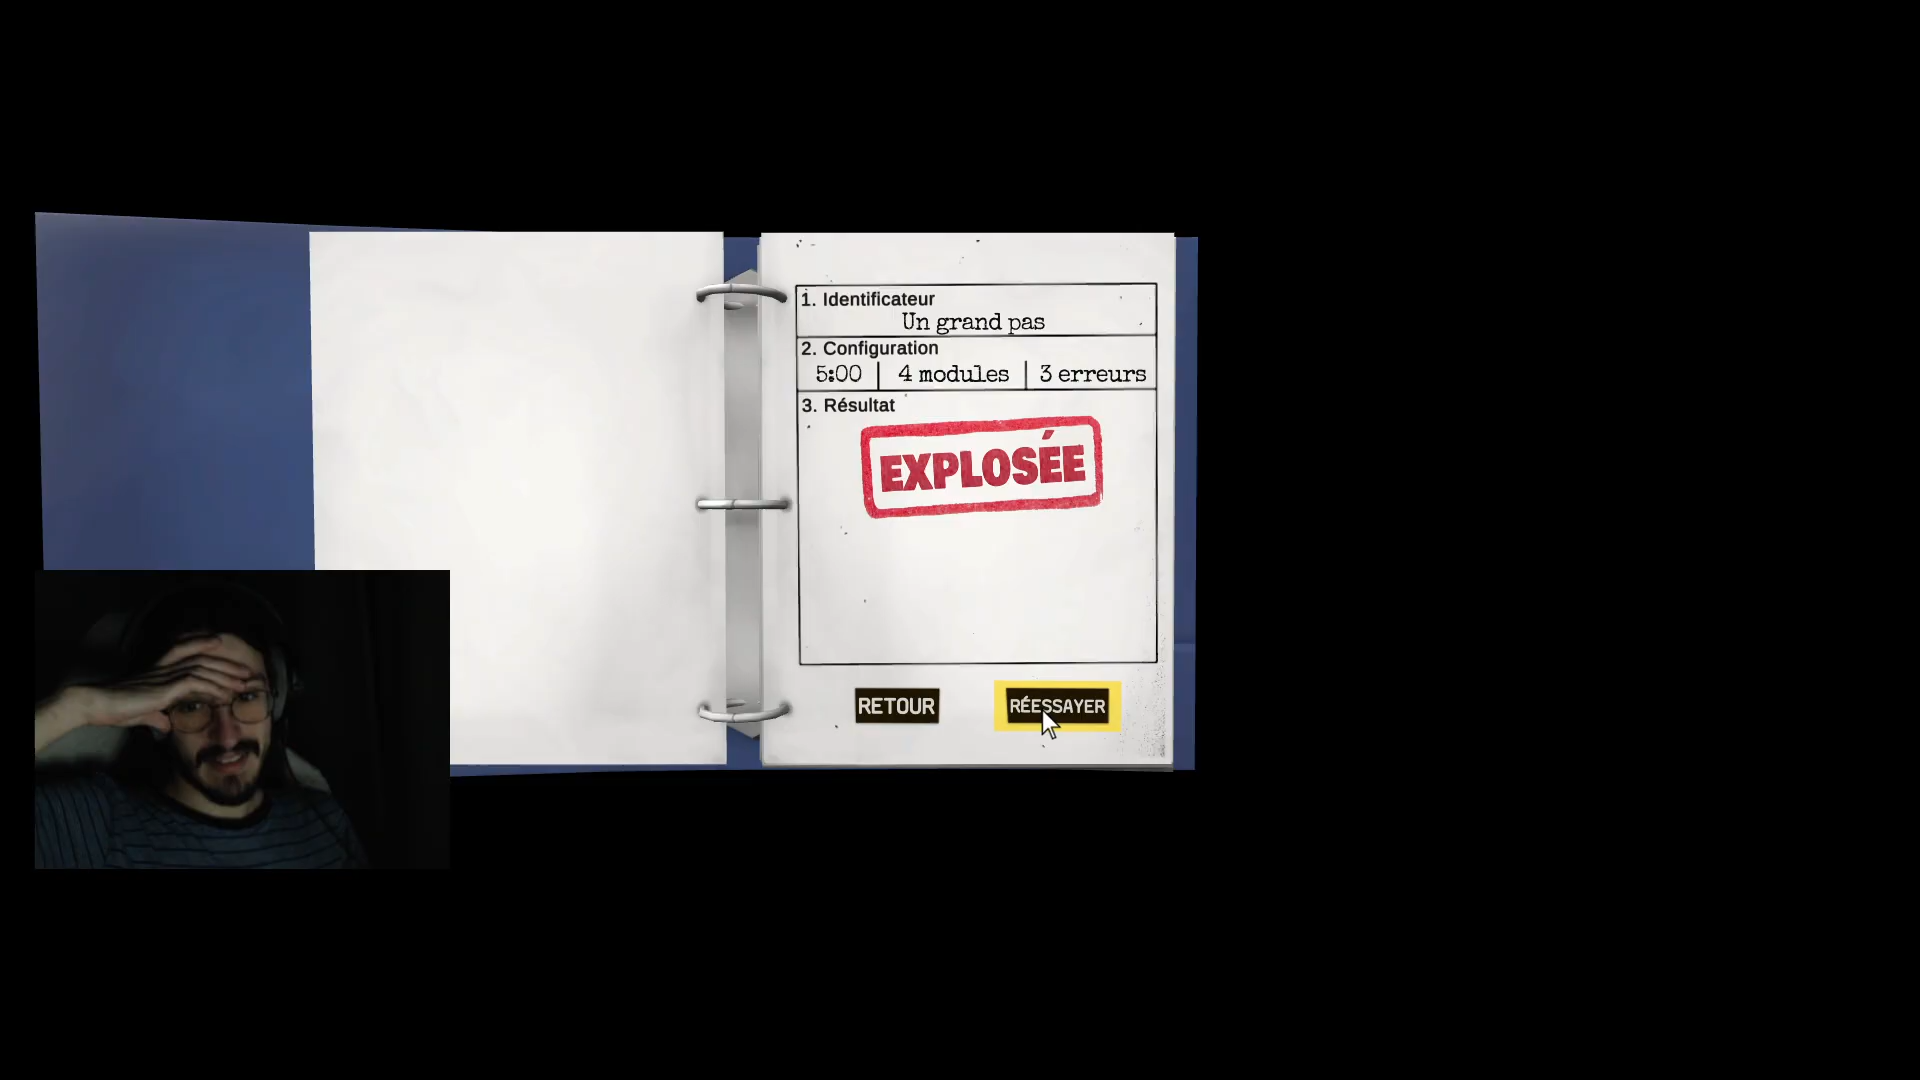 1. Identificateur
Un grand pas
2. Configuration
5:00 | 4 modules | 3 erreurs
3. Résultat
EXPLOSÉE
RETOUR
RÉESSAYER